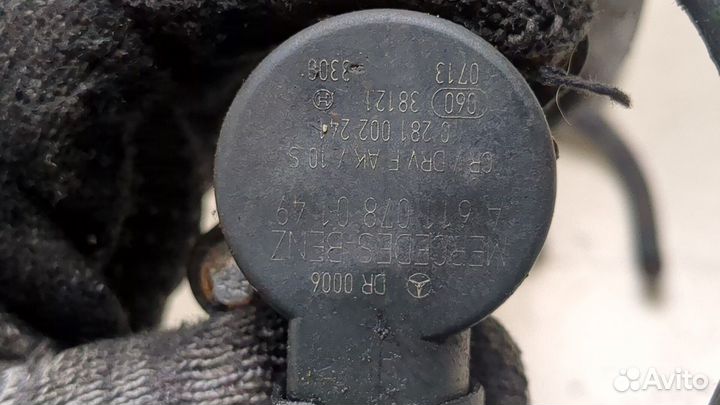 DR 0006
MERCEDES-BENZ
A 611 078 01 49
CR / DRV-F AK / 10 S
0 281 002 241
060 38121
0713
Avito